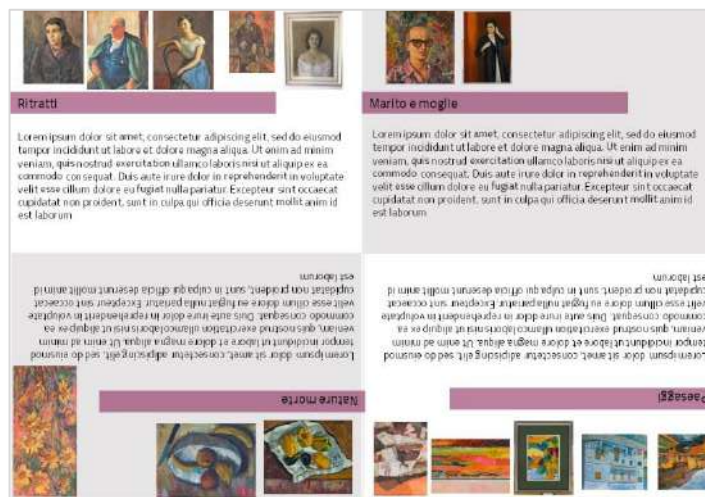 Ritratti
Lorem ipsum dolor sit amet, consectetur adipiscing elit, sed do eiusmod
tempor incididunt ut labore et dolore magna aliqua. Ut enim ad minim
veniam, quis nostrud exercitation ullamco laboris nisi ut aliquip ex ea
commodo consequat. Duis aute irure dolor in reprehenderit in voluptate
velit esse cillum dolore eu fugiat nulla pariatur. Excepteur sint occaecat
cupidatat non proident, sunt in culpa qui officia deserunt mollit anim id
est laborum
Marito e moglie
Lorem ipsum dolor sit amet, consectetur adipiscing elit, sed do eiusmod
tempor incididunt ut labore et dolore magna aliqua. Ut enim ad minim
veniam, quis nostrud exercitation ullamco laboris nisi ut aliquip ex ea
commodo consequat. Duis aute irure dolor in reprehenderit in voluptate
velit esse cillum dolore eu fugiat nulla pariatur. Excepteur sint occaecat
cupidatat non proident, sunt in culpa qui officia deserunt mollit anim id
est laborum
Nature morte
Lorem ipsum dolor sit amet, consectetur adipiscing elit, sed do eiusmod
tempor incididunt ut labore et dolore magna aliqua. Ut enim ad minim
veniam, quis nostrud exercitation ullamco laboris nisi ut aliquip ex ea
commodo consequat. Duis aute irure dolor in reprehenderit in voluptate
velit esse cillum dolore eu fugiat nulla pariatur. Excepteur sint occaecat
cupidatat non proident, sunt in culpa qui officia deserunt mollit anim id
est laborum
Paesaggi
Lorem ipsum dolor sit amet, consectetur adipiscing elit, sed do eiusmod
tempor incididunt ut labore et dolore magna aliqua. Ut enim ad minim
veniam, quis nostrud exercitation ullamco laboris nisi ut aliquip ex ea
commodo consequat. Duis aute irure dolor in reprehenderit in voluptate
velit esse cillum dolore eu fugiat nulla pariatur. Excepteur sint occaecat
cupidatat non proident, sunt in culpa qui officia deserunt mollit anim id
est laborum